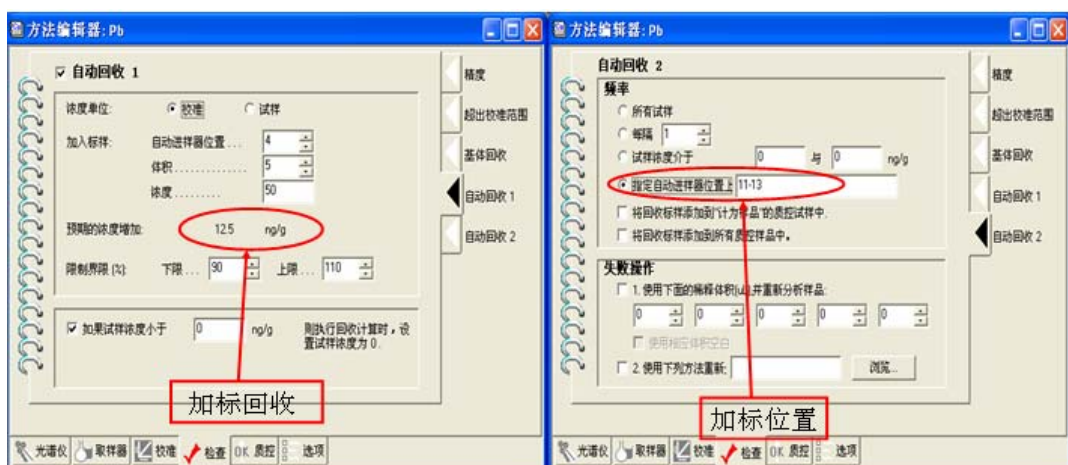 方法编辑器: Pb
自动回收 1
浓度单位: 校准 试样
加入标样: 自动进样器位置... 4
体积......... 5
浓度......... 50
预期的浓度增加: 12.5 ng/g
限制界限 (%): 下限... 90 上限... 110
如果试样浓度小于 0 ng/g 则执行回收计算时，设
置试样浓度为 0.
加标回收
精度
超出校准范围
基体回收
自动回收 1
自动回收 2
光谱仪 取样器 校准 检查 OK 质控 选项
方法编辑器: Pb
自动回收 2
频率
所有试样
每隔 1
试样浓度介于 0 与 0 ng/g
指定自动进样器位置上 11-13
将回收标样添加到"计为样品"的质控试样中.
将回收标样添加到所有质控样品中。
失败操作
1. 使用下面的稀释体积(uL)并重新分析样品:
0 0 0 0 0
使用相应体积空白
2. 使用下列方法重新: 浏览...
加标位置
精度
超出校准范围
基体回收
自动回收 1
自动回收 2
光谱仪 取样器 校准 检查 OK 质控 选项